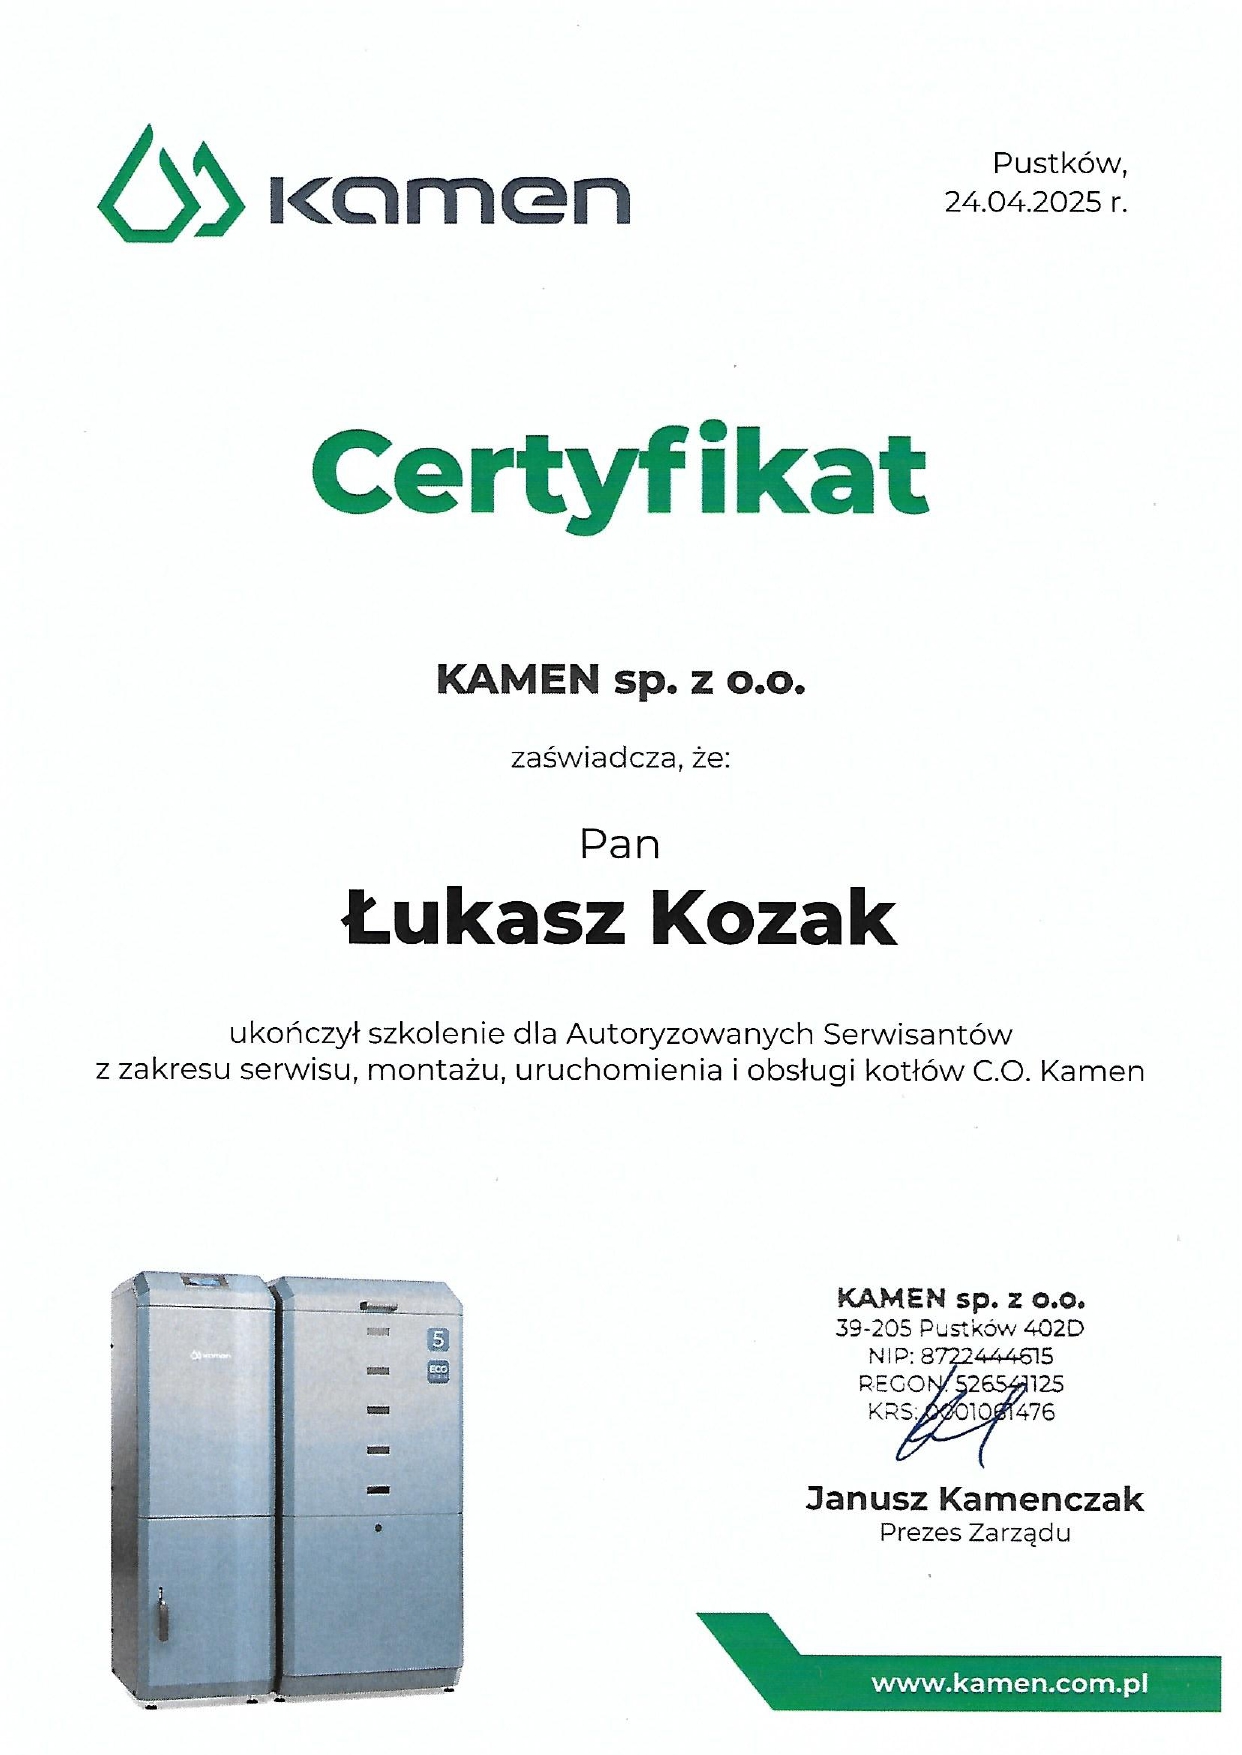 kamen
Pustków,
24.04.2025 r.
Certyfikat
KAMEN sp. z o.o.
zaświadcza, że:
Pan
Łukasz Kozak
ukończył szkolenie dla Autoryzowanych Serwisantów
z zakresu serwisu, montażu, uruchomienia i obsługi kotłów C.O. Kamen
kamen
5
ECO
KAMEN sp. z o.o.
39-205 Pustków 402D
NIP: 8722444615
REGON: 526541125
KRS: 0001061476
Janusz Kamenczak
Prezes Zarządu
www.kamen.com.pl